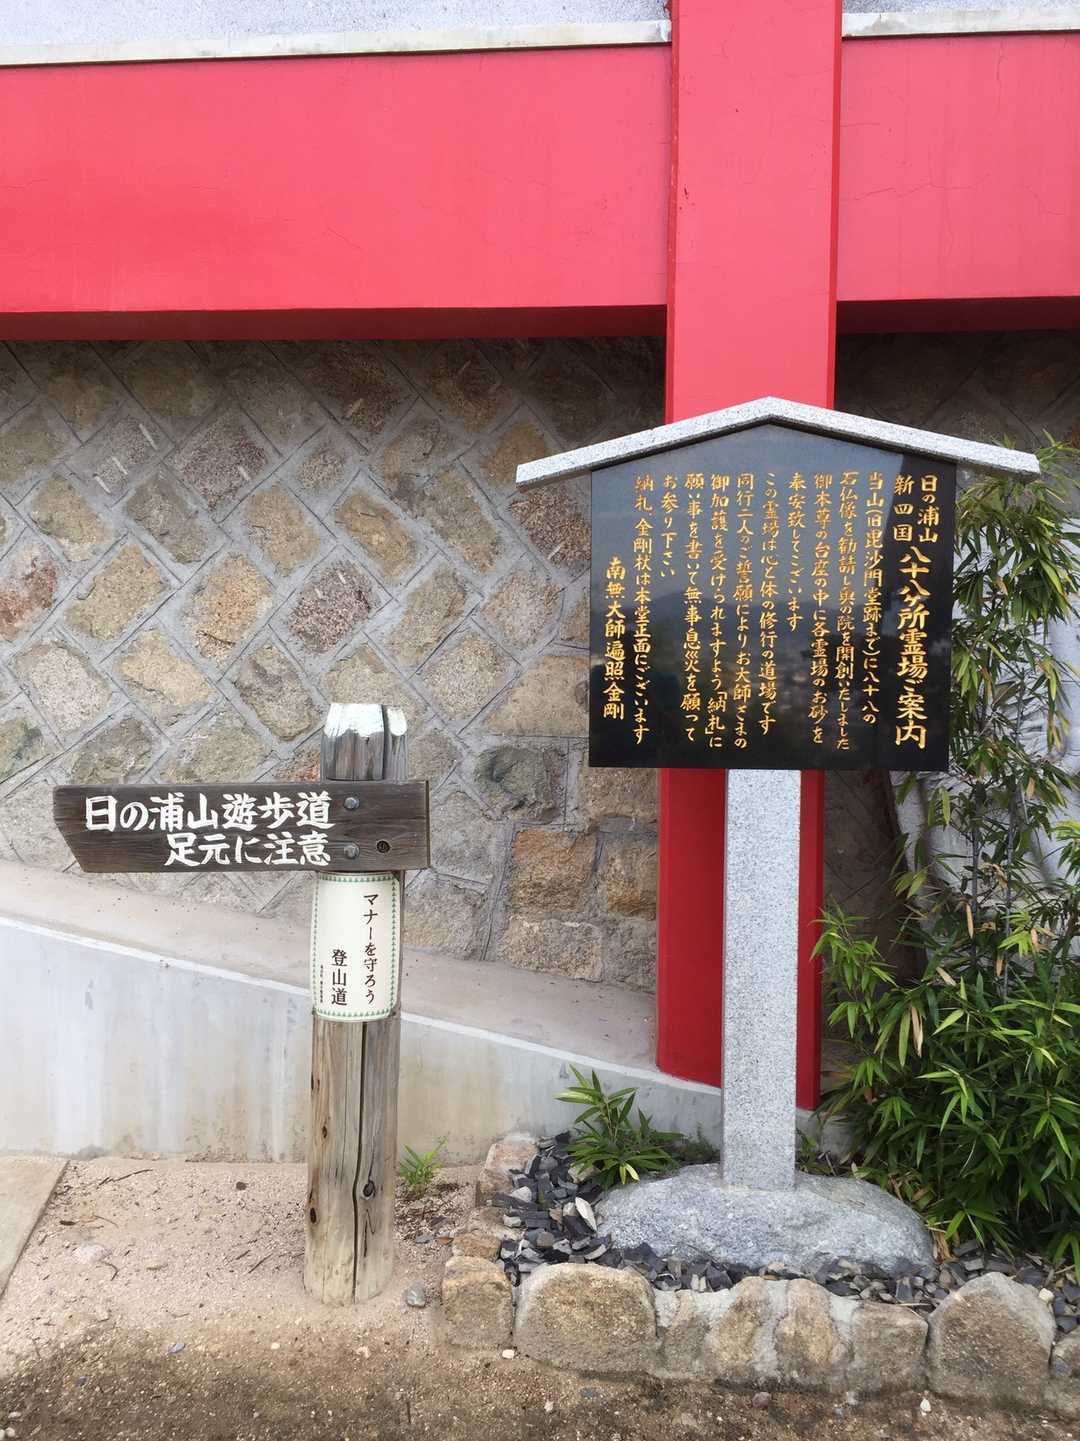 日の浦山
新四国八十八ヶ所霊場ご案内
当山(旧毘沙門堂跡まで)に八十八の
石仏像を勧請し奥の院を開創いたしました
御本尊の台座の中に各霊場のお砂を
奉安致してございます
この霊場は心と体の修行の道場です
同行二人のご誓願によりお大師さまの
御加護を受けられますよう「納札」に
願い事を書いて無事息災を願って
お参り下さい
納札、金剛杖は本堂正面にございます
南無大師遍照金剛
日の浦山遊歩道
足元に注意
マナーを守ろう
登山道